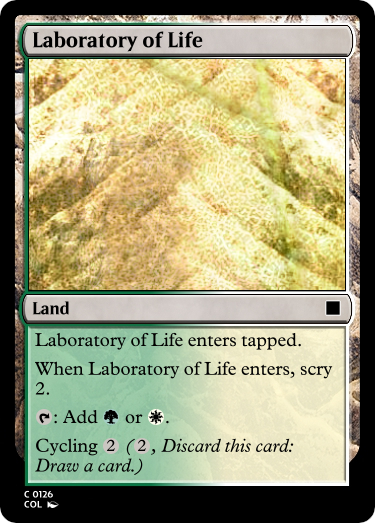 Laboratory of Life
Land
Laboratory of Life enters tapped.
When Laboratory of Life enters, scry
2.
: Add or .
Cycling 2 ( 2 , Discard this card:
Draw a card.)
C 0126
COL